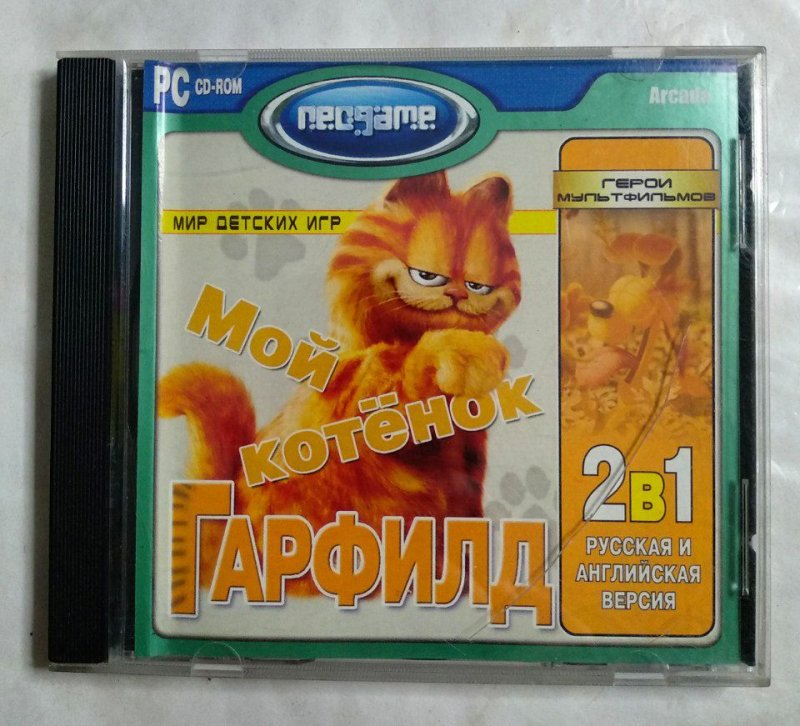 PC CD-ROM
neogame
Arcade
МИР ДЕТСКИХ ИГР
ГЕРОИ
МУЛЬТФИЛЬМОВ
Мой
котёнок
ГАРФИЛД
2в1
РУССКАЯ И
АНГЛИЙСКАЯ
ВЕРСИЯ